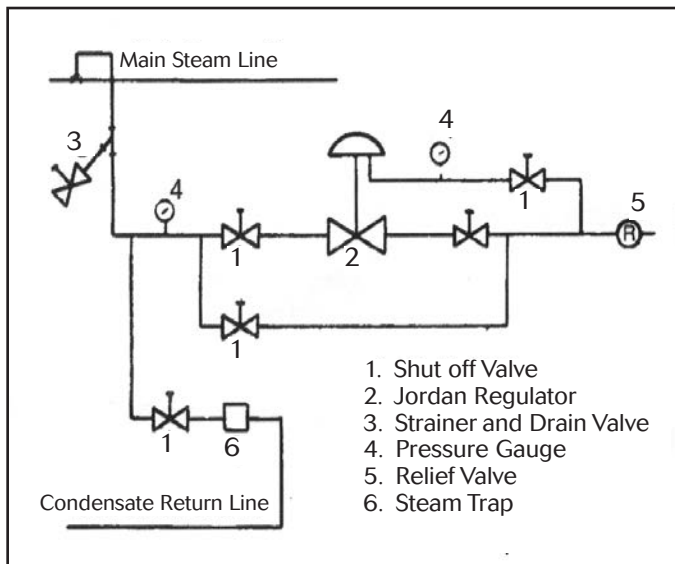 Main Steam Line
4
3
4
5
1
R
1
2
1
1. Shut off Valve
2. Jordan Regulator
3. Strainer and Drain Valve
4. Pressure Gauge
5. Relief Valve
6. Steam Trap
1
6
Condensate Return Line